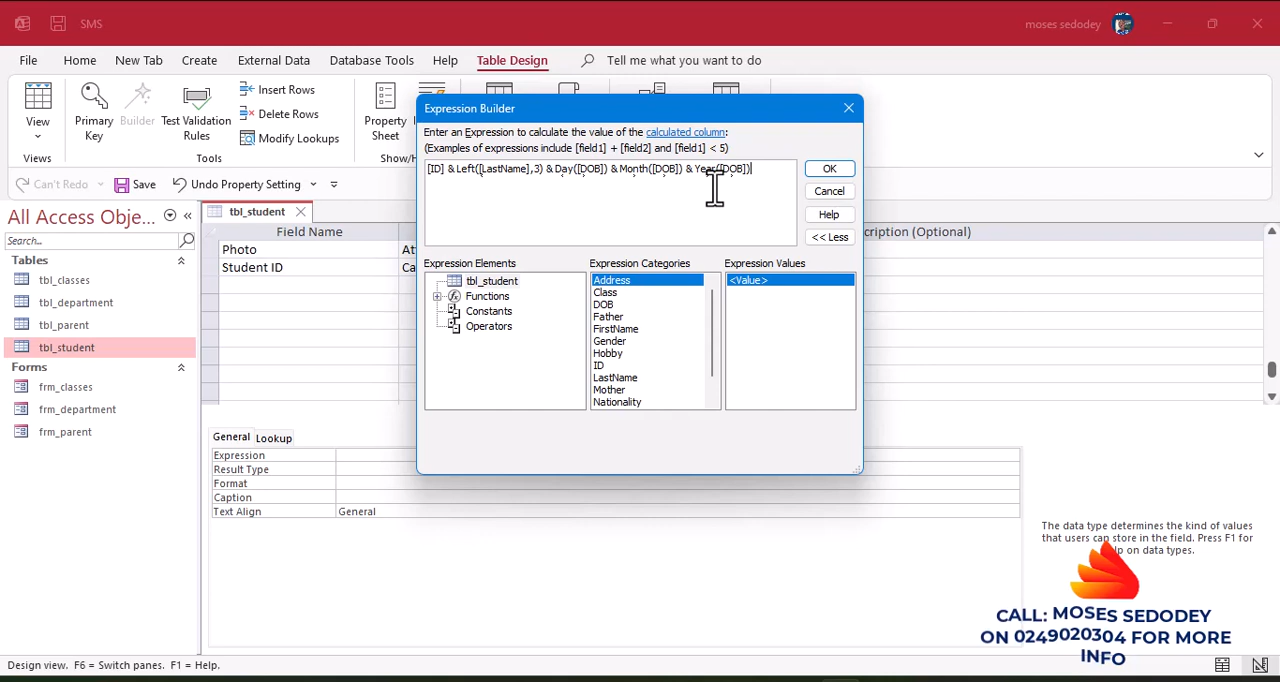 SMS
moses sedodey
File Home New Tab Create External Data Database Tools Help Table Design Tell me what you want to do
View
Primary Key
Builder
Test Validation Rules
Insert Rows
Delete Rows
Modify Lookups
Property Sheet
Views
Tools
Show/H
Can't Redo Save Undo Property Setting
All Access Obje...
Search...
Tables
tbl_classes
tbl_department
tbl_parent
tbl_student
Forms
frm_classes
frm_department
frm_parent
tbl_student
Field Name
cription (Optional)
Photo At
Student ID Ca
Expression Builder
Enter an Expression to calculate the value of the calculated column:
(Examples of expressions include [field1] + [field2] and [field1] < 5)
[ID] & Left([LastName],3) & Day([DOB]) & Month([DOB]) & Year([DOB])
OK
Cancel
Help
<< Less
Expression Elements
tbl_student
Functions
Constants
Operators
Expression Categories
Address
Class
DOB
Father
FirstName
Gender
Hobby
ID
LastName
Mother
Nationality
Expression Values
<Value>
General Lookup
Expression
Result Type
Format
Caption
Text Align General
The data type determines the kind of values
that users can store in the field. Press F1 for
lp on data types.
CALL: MOSES SEDODEY
ON 0249020304 FOR MORE
INFO
Design view. F6 = Switch panes. F1 = Help.